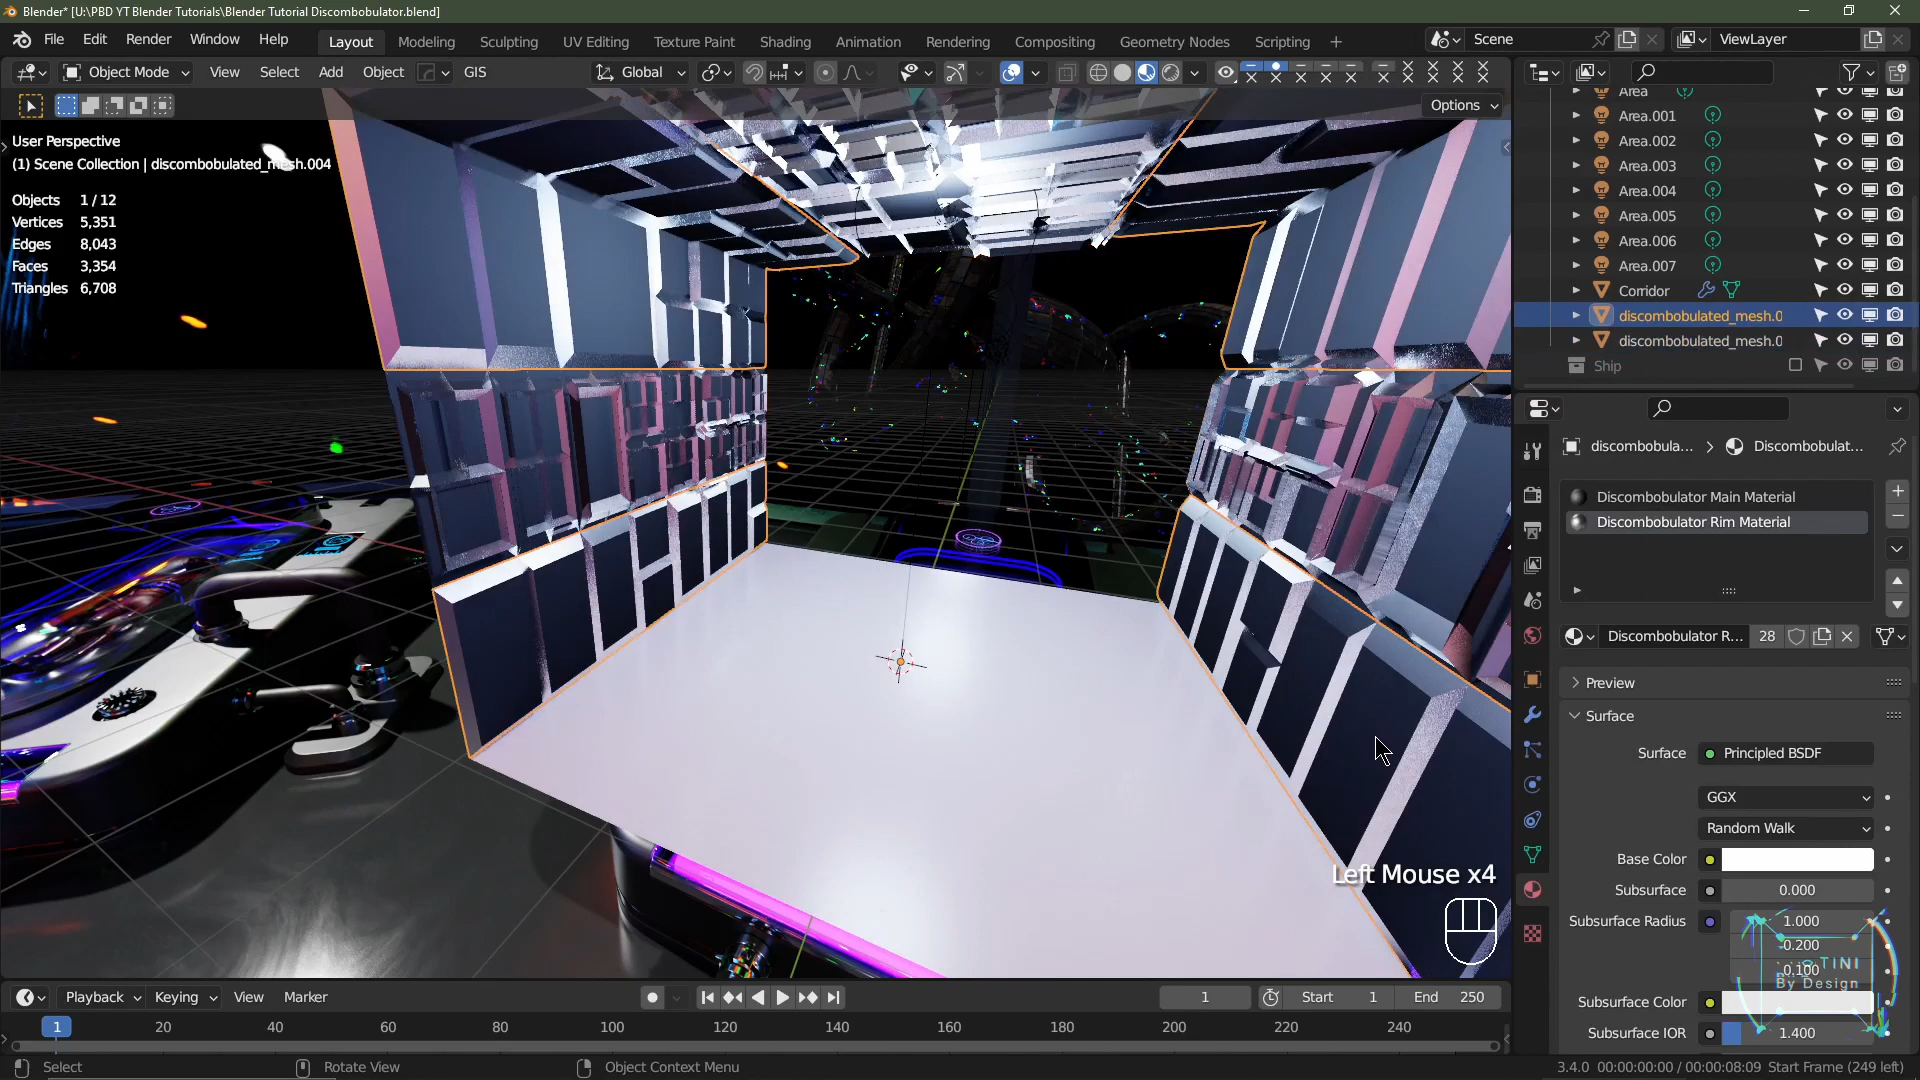 Blender* [U:\PBD YT Blender Tutorials\Blender Tutorial Discombobulator.blend]
File Edit Render Window Help Layout Modeling Sculpting UV Editing Texture Paint Shading Animation Rendering Compositing Geometry Nodes Scripting + Scene ViewLayer
Object Mode View Select Add Object GIS Global
Options
User Perspective
(1) Scene Collection | discombobulated_mesh.004
Objects 1 / 12
Vertices 5,351
Edges 8,043
Faces 3,354
Triangles 6,708
Area
Area.001
Area.002
Area.003
Area.004
Area.005
Area.006
Area.007
Corridor
discombobulated_mesh.0
discombobulated_mesh.0
Ship
discombobula... > Discombobulat...
Discombobulator Main Material
Discombobulator Rim Material
Discombobulator R... 28
Preview
Surface
Surface Principled BSDF
GGX
Random Walk
Base Color
Subsurface 0.000
Subsurface Radius 1.000
0.200
0.100
TINI
By Design
Subsurface Color
Subsurface IOR 1.400
Left Mouse x4
Playback Keying View Marker 1 Start 1 End 250
1 20 40 60 80 100 120 140 160 180 200 220 240
Select Rotate View Object Context Menu 3.4.0 00:00:00:00 / 00:00:08:09 Start Frame (249 left)